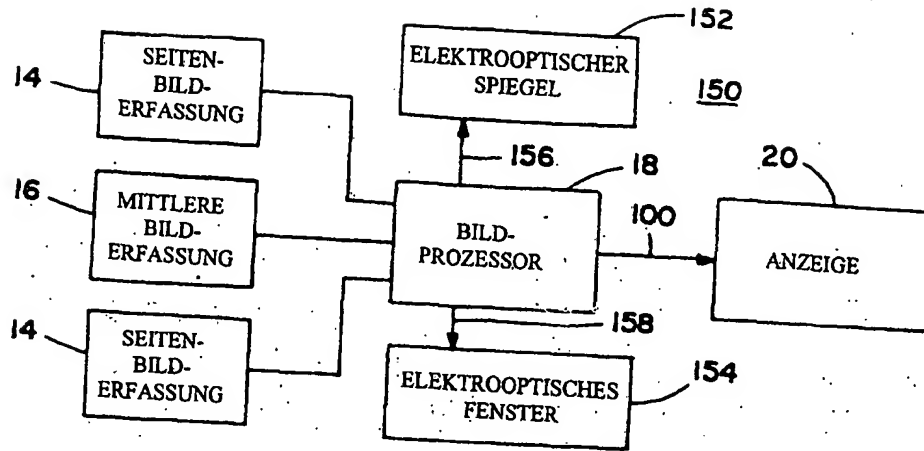 152
14
SEITEN-
BILD-
ERFASSUNG
ELEKTROOPTISCHER
SPIEGEL
150
156
18
20
16
MITTLERE
BILD-
ERFASSUNG
BILD-
PROZESSOR
100
ANZEIGE
14
SEITEN-
BILD-
ERFASSUNG
158
ELEKTROOPTISCHES
FENSTER
154